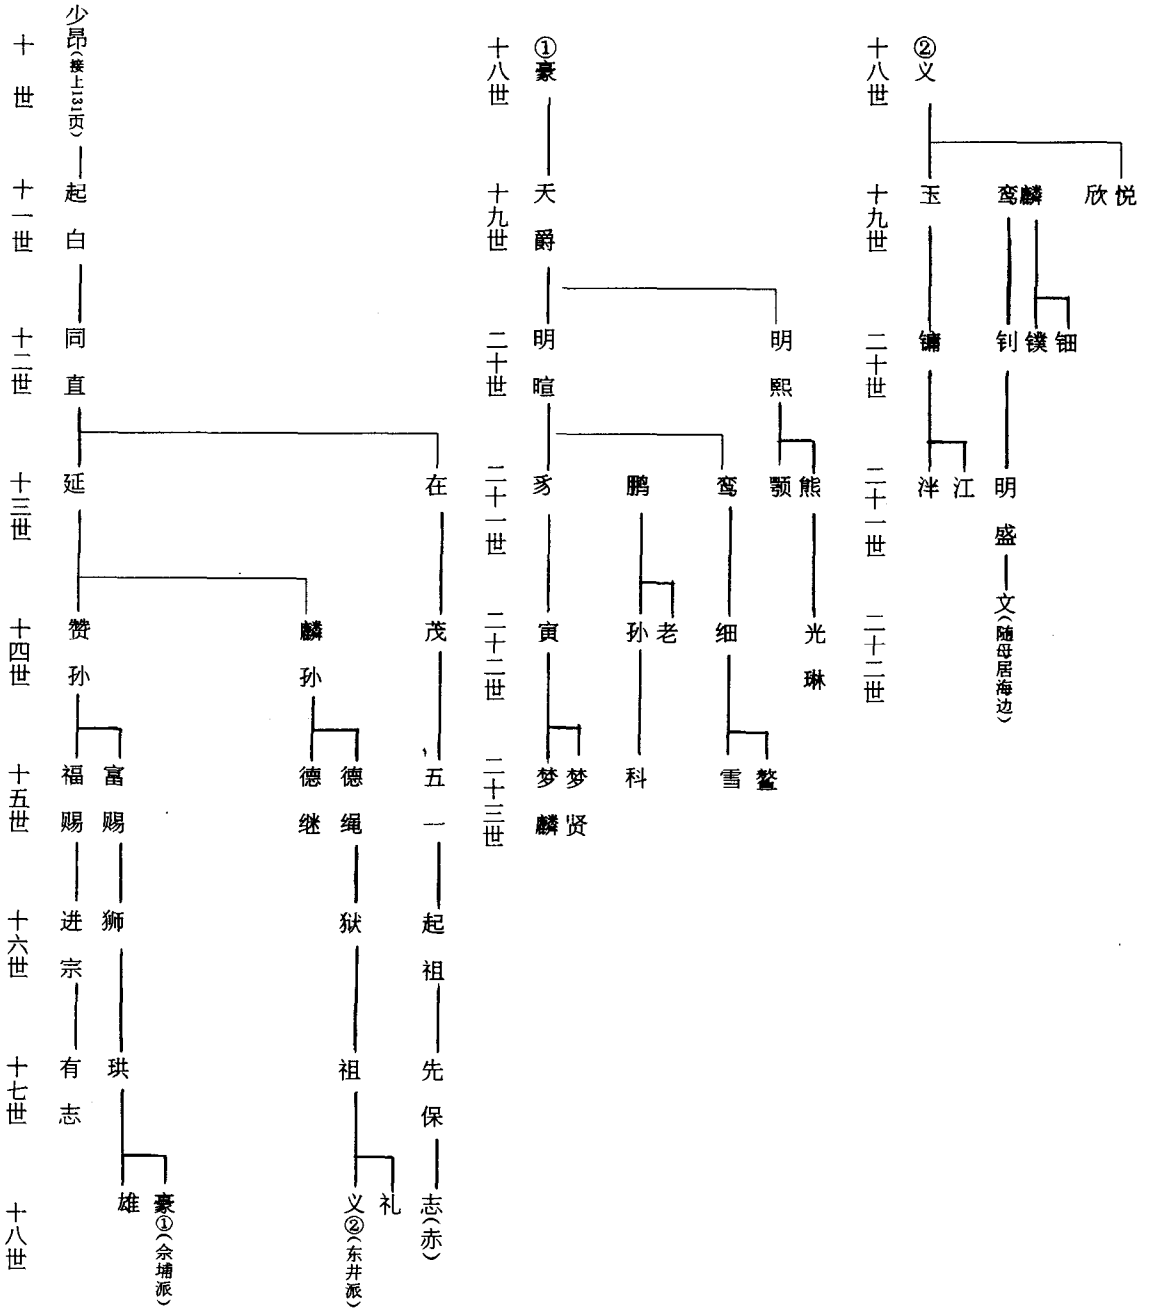 十世
少昂(接上131页)
十一世
起白
十二世
同直
十三世
延
在
十四世
赞孙
麟孙
茂
十五世
福赐
富赐
德继
德绳
五一
十六世
进宗
狮
狱
起祖
十七世
有志
珙
祖
先保
十八世
雄
豪①(佘埔派)
义②(东井派)
礼
志(赤)
十八世
①豪
十九世
天爵
二十世
明暄
明熙
二十一世
豸
鹏
鸾
颚
熊
二十二世
寅
孙
老
细
光琳
二十三世
梦麟
梦贤
科
雪
鳌
十八世
②义
十九世
玉
鸾
麟
欣悦
二十世
镛
钊
镤
钿
二十一世
泮
江
明盛
二十二世
文(随母居海边)